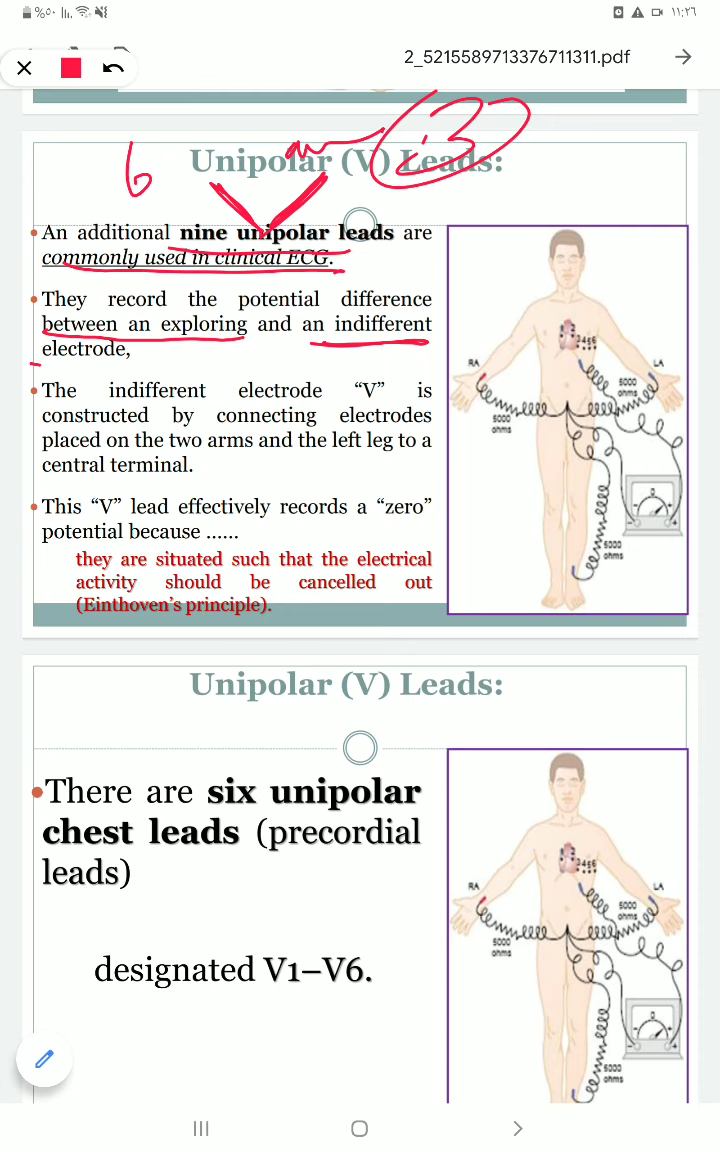 %٥٠
١١:٢٦
2_5215589713376711311.pdf
6
3
Unipolar (V) Leads:
• An additional nine unipolar leads are
commonly used in clinical ECG.
• They record the potential difference
between an exploring and an indifferent
electrode,
• The indifferent electrode “V” is
constructed by connecting electrodes
placed on the two arms and the left leg to a
central terminal.
• This “V” lead effectively records a “zero”
potential because ......
they are situated such that the electrical
activity should be cancelled out
(Einthoven’s principle).
3456
RA
LA
5000
ohms
5000
ohms
0
-
+
5000
ohms
Unipolar (V) Leads:
•There are six unipolar
chest leads (precordial
leads)
designated V1–V6.
3456
RA
LA
5000
ohms
5000
ohms
5000
ohms